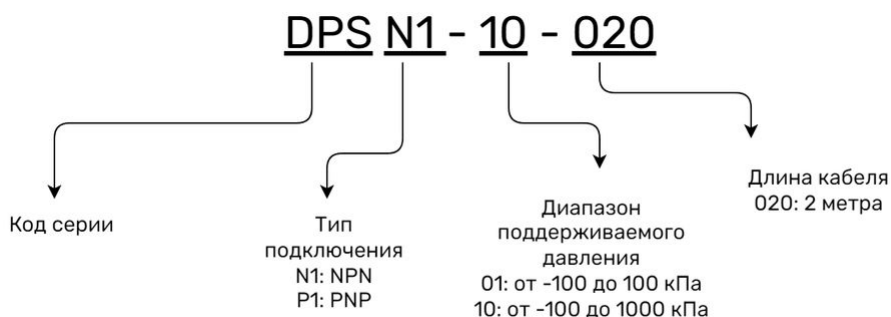 DPS N1 - 10 - 020
Код серии
Тип
подключения
N1: NPN
P1: PNP
Диапазон
поддерживаемого
давления
01: от -100 до 100 кПа
10: от -100 до 1000 кПа
Длина кабеля
020: 2 метра